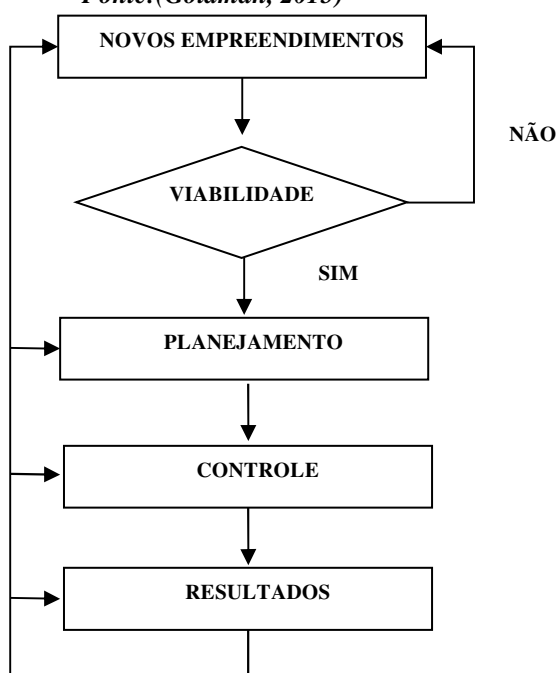 Fonte:(Goldman, 2015)
NOVOS EMPREENDIMENTOS
NÃO
VIABILIDADE
SIM
PLANEJAMENTO
CONTROLE
RESULTADOS